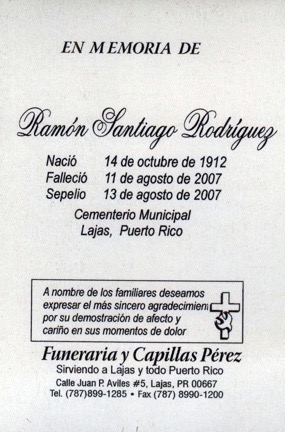 EN MEMORIA DE
Ramón Santiago Rodríguez
Nació 14 de octubre de 1912
Falleció 11 de agosto de 2007
Sepelio 13 de agosto de 2007
Cementerio Municipal
Lajas, Puerto Rico
A nombre de los familiares deseamos
expresar el más sincero agradecimien
por su demostración de afecto y
cariño en sus momentos de dolor
Funeraria y Capillas Pérez
Sirviendo a Lajas y todo Puerto Rico
Calle Juan P. Aviles #5, Lajas, PR 00667
Tel. (787)899-1285 • Fax (787) 8990-1200